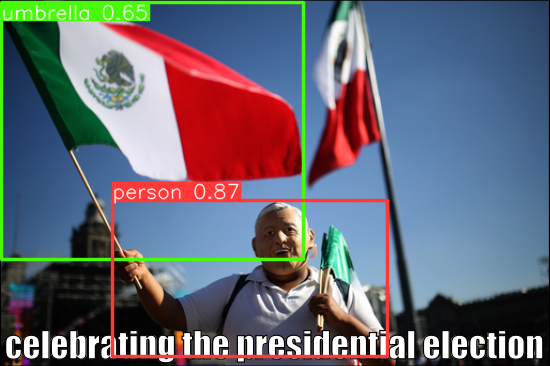 umbrella 0.65
person 0.87
celebrating the presidential election